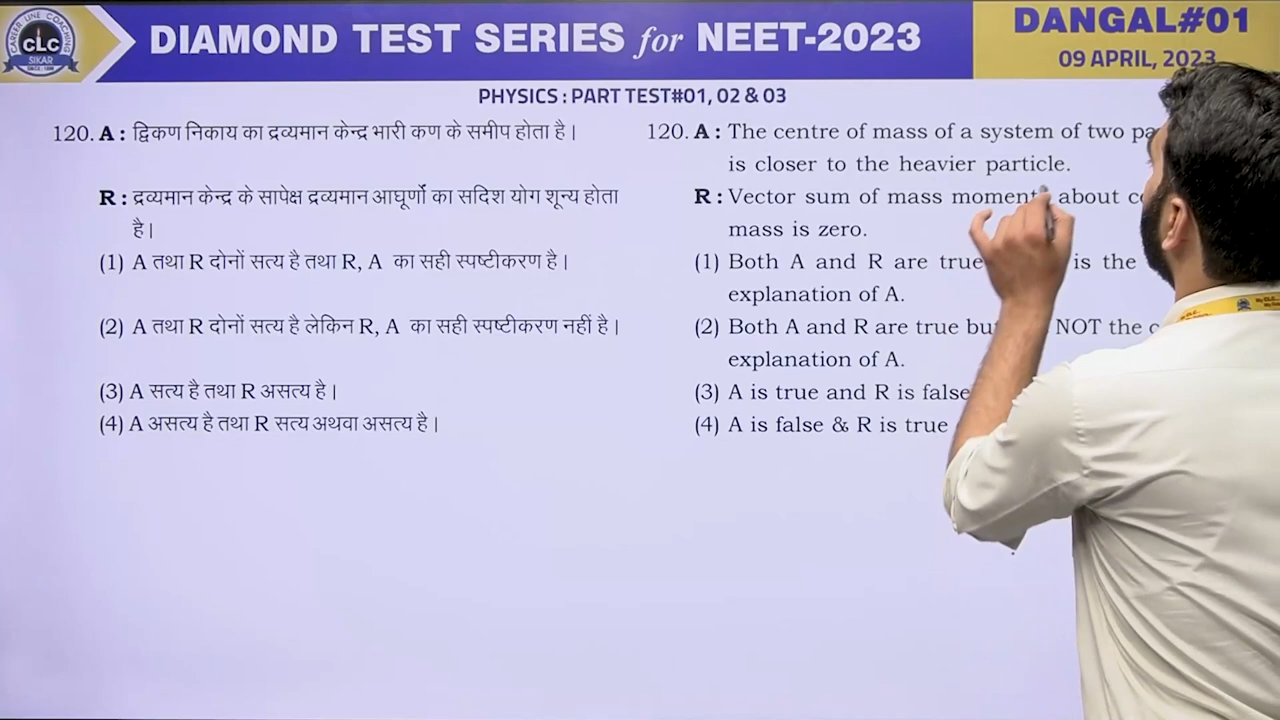 CAREER LINE COACHING
CLC
SIKAR
DIAMOND TEST SERIES for NEET-2023
DANGAL#01
09 APRIL, 2023
PHYSICS : PART TEST#01, 02 & 03
120. A : द्विकण निकाय का द्रव्यमान केन्द्र भारी कण के समीप होता है।
R : द्रव्यमान केन्द्र के सापेक्ष द्रव्यमान आघूर्णों का सदिश योग शून्य होता
है।
(1) A तथा R दोनों सत्य है तथा R, A का सही स्पष्टीकरण है।
(2) A तथा R दोनों सत्य है लेकिन R, A का सही स्पष्टीकरण नहीं है।
(3) A सत्य है तथा R असत्य है।
(4) A असत्य है तथा R सत्य अथवा असत्य है।
120. A : The centre of mass of a system of two
is closer to the heavier particle.
R : Vector sum of mass moments about
mass is zero.
(1) Both A and R are true is the
explanation of A.
(2) Both A and R are true NOT the
explanation of A.
(3) A is true and R is false
(4) A is false & R is true